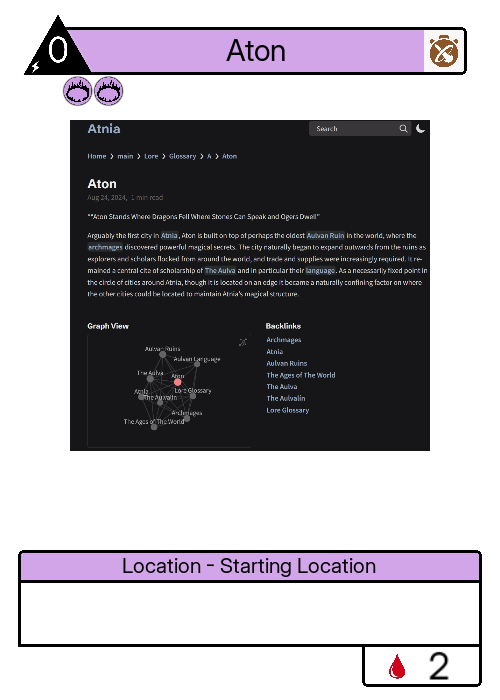 0
Aton
Atnia
Search
Home > main > Lore > Glossary > A > Aton
Aton
Aug 24, 2024, 1 min read
"“Aton Stands Where Dragons Fell Where Stones Can Speak and Ogers Dwell"
Arguably the first city in Atnia, Aton is built on top of perhaps the oldest Aulvan Ruin in the world, where the
archmages discovered powerful magical secrets. The city naturally began to expand outwards from the ruins as
explorers and scholars flocked from around the world, and trade and supplies were increasingly required. It re-
mained a central cite of scholarship of The Aulva and in particular their language. As a necessarily fixed point in
the circle of cities around Atnia, though it is located on an edge it became a naturally confining factor on where
the other cities could be located to maintain Atnia's magical structure.
Graph View
Aulvan Ruins
Aulvan Language
The Aulva
Aton
Atnia
Lore Glossary
The Aulvalin
Archmages
The Ages of The World
Backlinks
Archmages
Atnia
Aulvan Ruins
The Ages of The World
The Aulva
The Aulvalin
Lore Glossary
Location - Starting Location
2